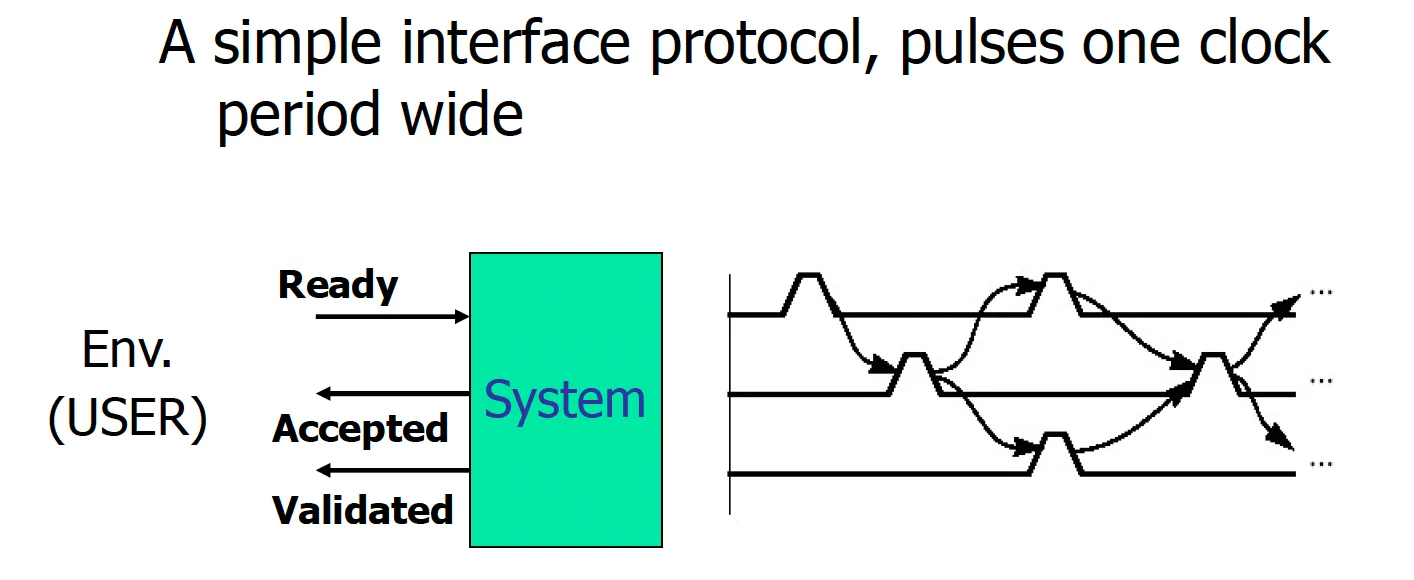 A simple interface protocol, pulses one clock
period wide
Ready
Env.
(USER)
System
Accepted
Validated
...
...
...